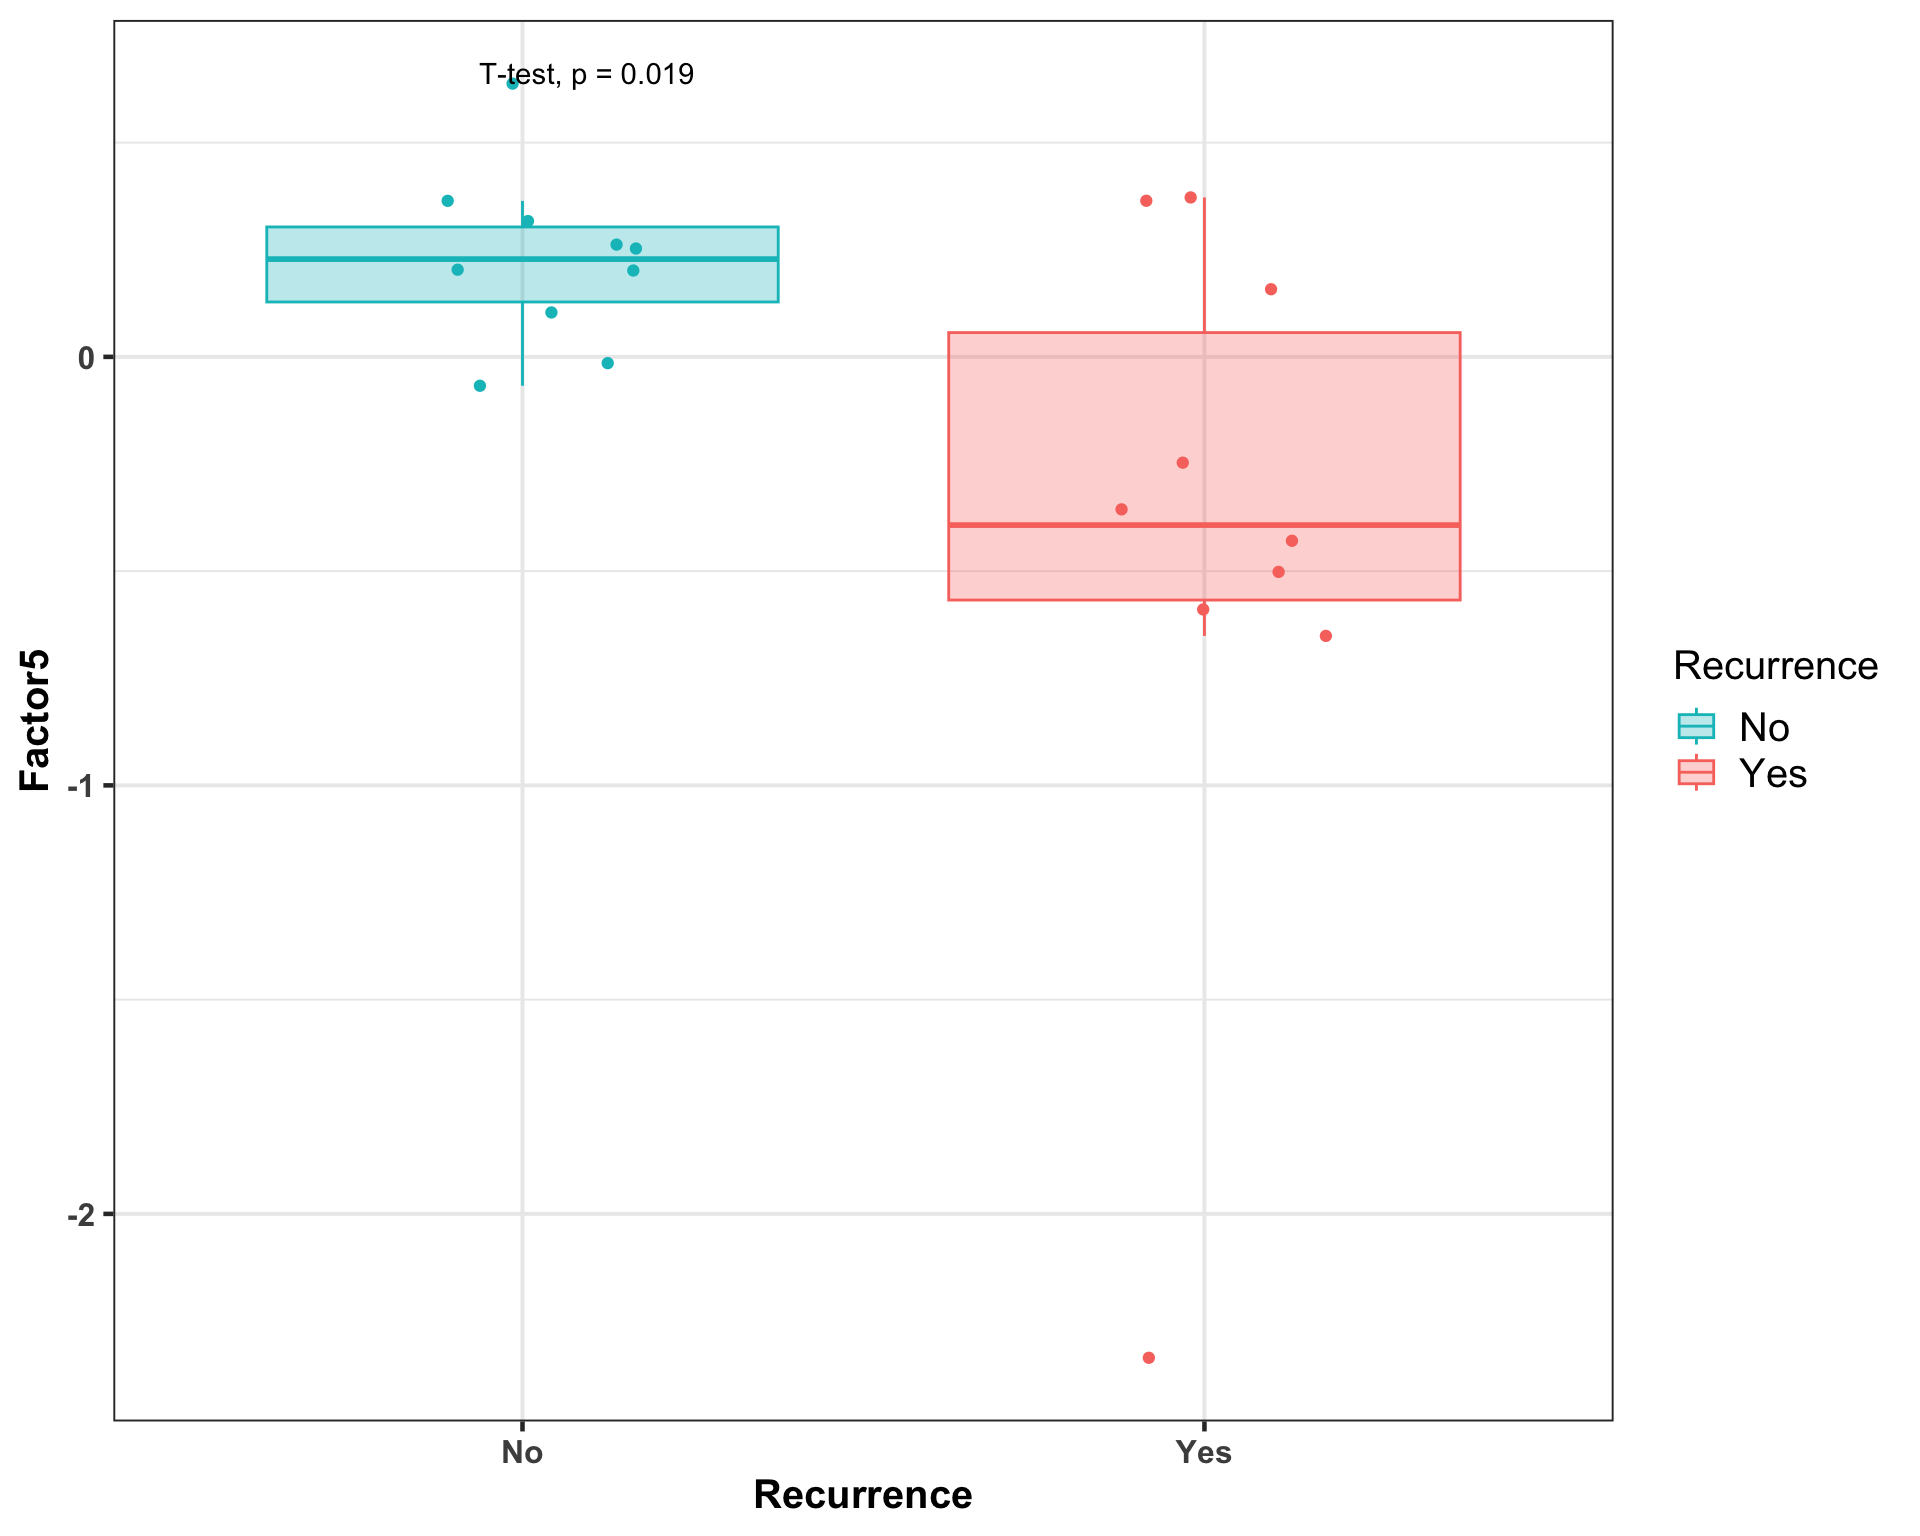 T-test, p = 0.019
0
-1
-2
Factor5
No
Yes
Recurrence
Recurrence
No
Yes